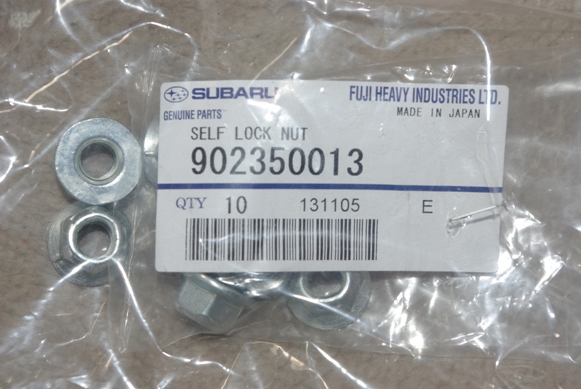 SUBARU
FUJI HEAVY INDUSTRIES LTD.
GENUINE PARTS
MADE IN JAPAN
SELF LOCK NUT
902350013
QTY 10 131105 E